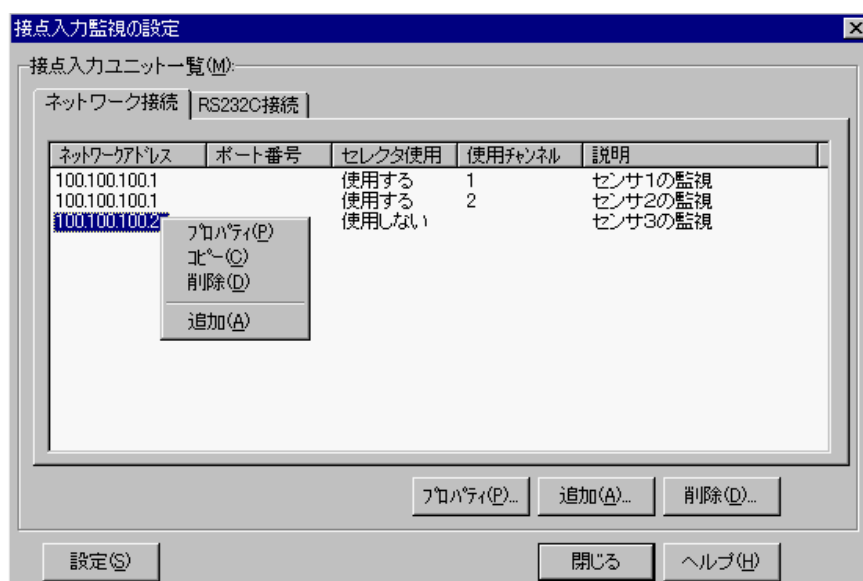 接点入力監視の設定
接点入力ユニット一覧(M):
ネットワーク接続 RS232C接続
ネットワークアドレス ポート番号 セレクタ使用 使用チャンネル 説明
100.100.100.1 使用する 1 センサ1の監視
100.100.100.1 使用する 2 センサ2の監視
100.100.100.2 使用しない センサ3の監視
プロパティ(P)
コピー(C)
削除(D)
追加(A)
プロパティ(P)... 追加(A)... 削除(D)...
設定(S) 閉じる ヘルプ(H)